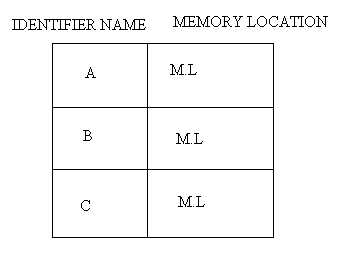 IDENTIFIER NAME MEMORY LOCATION
A M.L
B M.L
C M.L